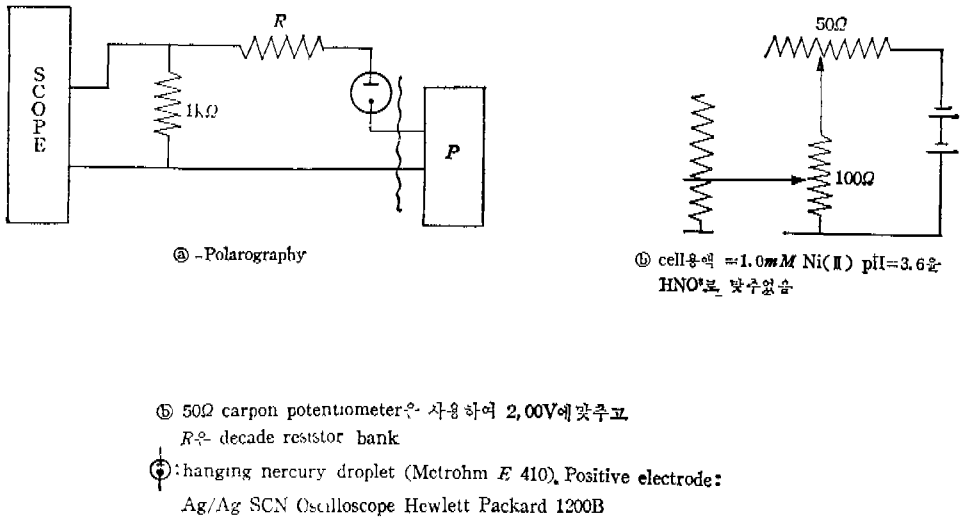 SCOPE
R
1kΩ
P
ⓐ -Polarography
50Ω
100Ω
ⓑ cell용액 =1.0mM Ni(Ⅱ) pH=3.6을
HNO³로 맞추었음
ⓑ 50Ω carpon potentiometer은 사용하여 2,00V에맞추고
R은 decade resistor bank
:hanging nercury droplet (Metrohm E 410). Positive electrode:
Ag/Ag SCN Oscilloscope Hewlett Packard 1200B